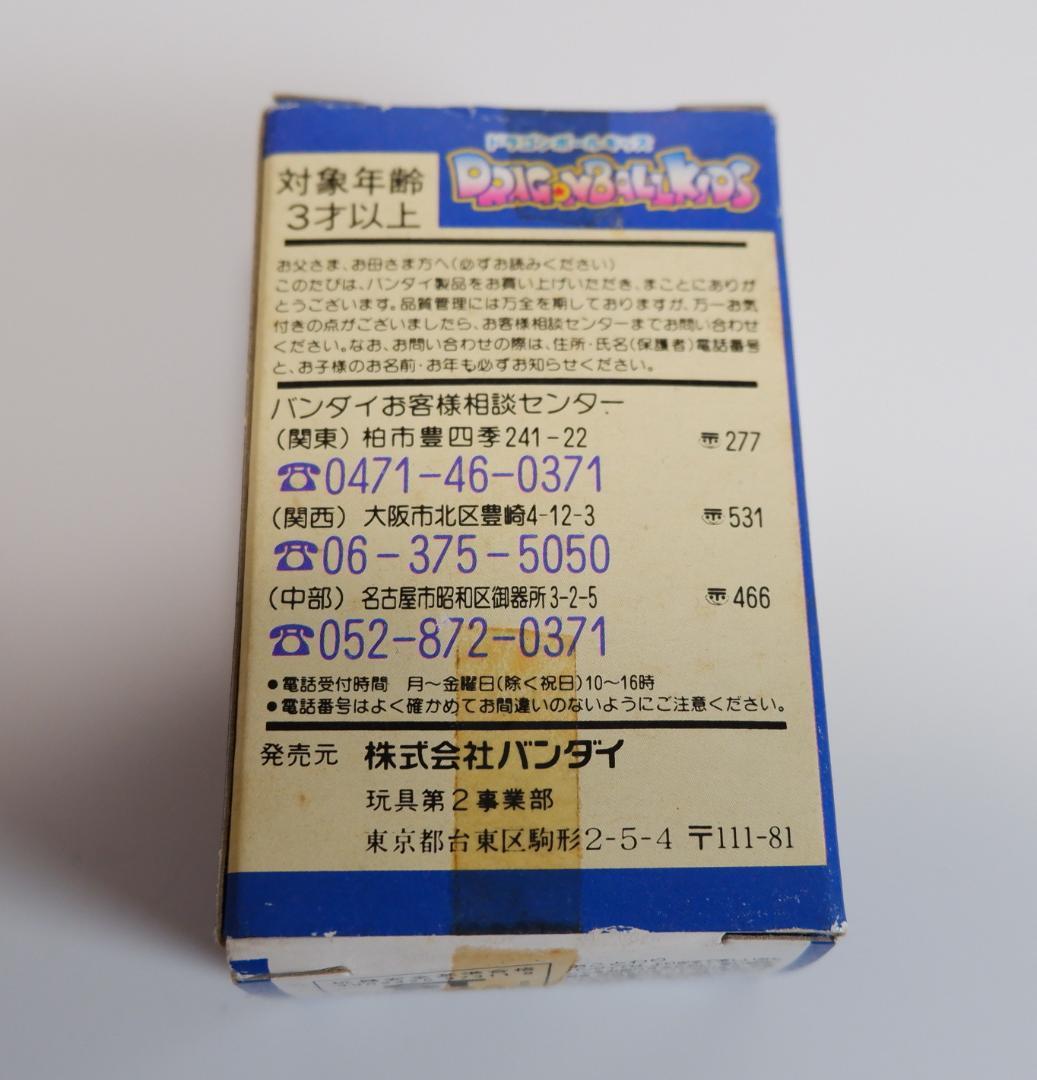 ドラゴンボールキッズ
DRAGONBALLKIDS
対象年齢
3才以上
お父さま、お母さま方へ(必ずお読みください)
このたびは、バンダイ製品をお買い上げいただき、まことにありが
とうございます。品質管理には万全を期しておりますが、万一お気
付きの点がございましたら、お客様相談センターまでお問い合わせ
ください。なお、お問い合わせの際は、住所・氏名(保護者)電話番号
と、お子様のお名前・お年も必ずお知らせください。
バンダイお客様相談センター
(関東) 柏市豊四季241-22 〒277
☎0471-46-0371
(関西) 大阪市北区豊崎4-12-3 〒531
☎06-375-5050
(中部) 名古屋市昭和区御器所3-2-5 〒466
☎052-872-0371
●電話受付時間 月〜金曜日(除く祝日)10〜16時
●電話番号はよく確かめてお間違いのないようにご注意ください。
発売元 株式会社バンダイ
玩具第2事業部
東京都台東区駒形2-5-4 〒111-81